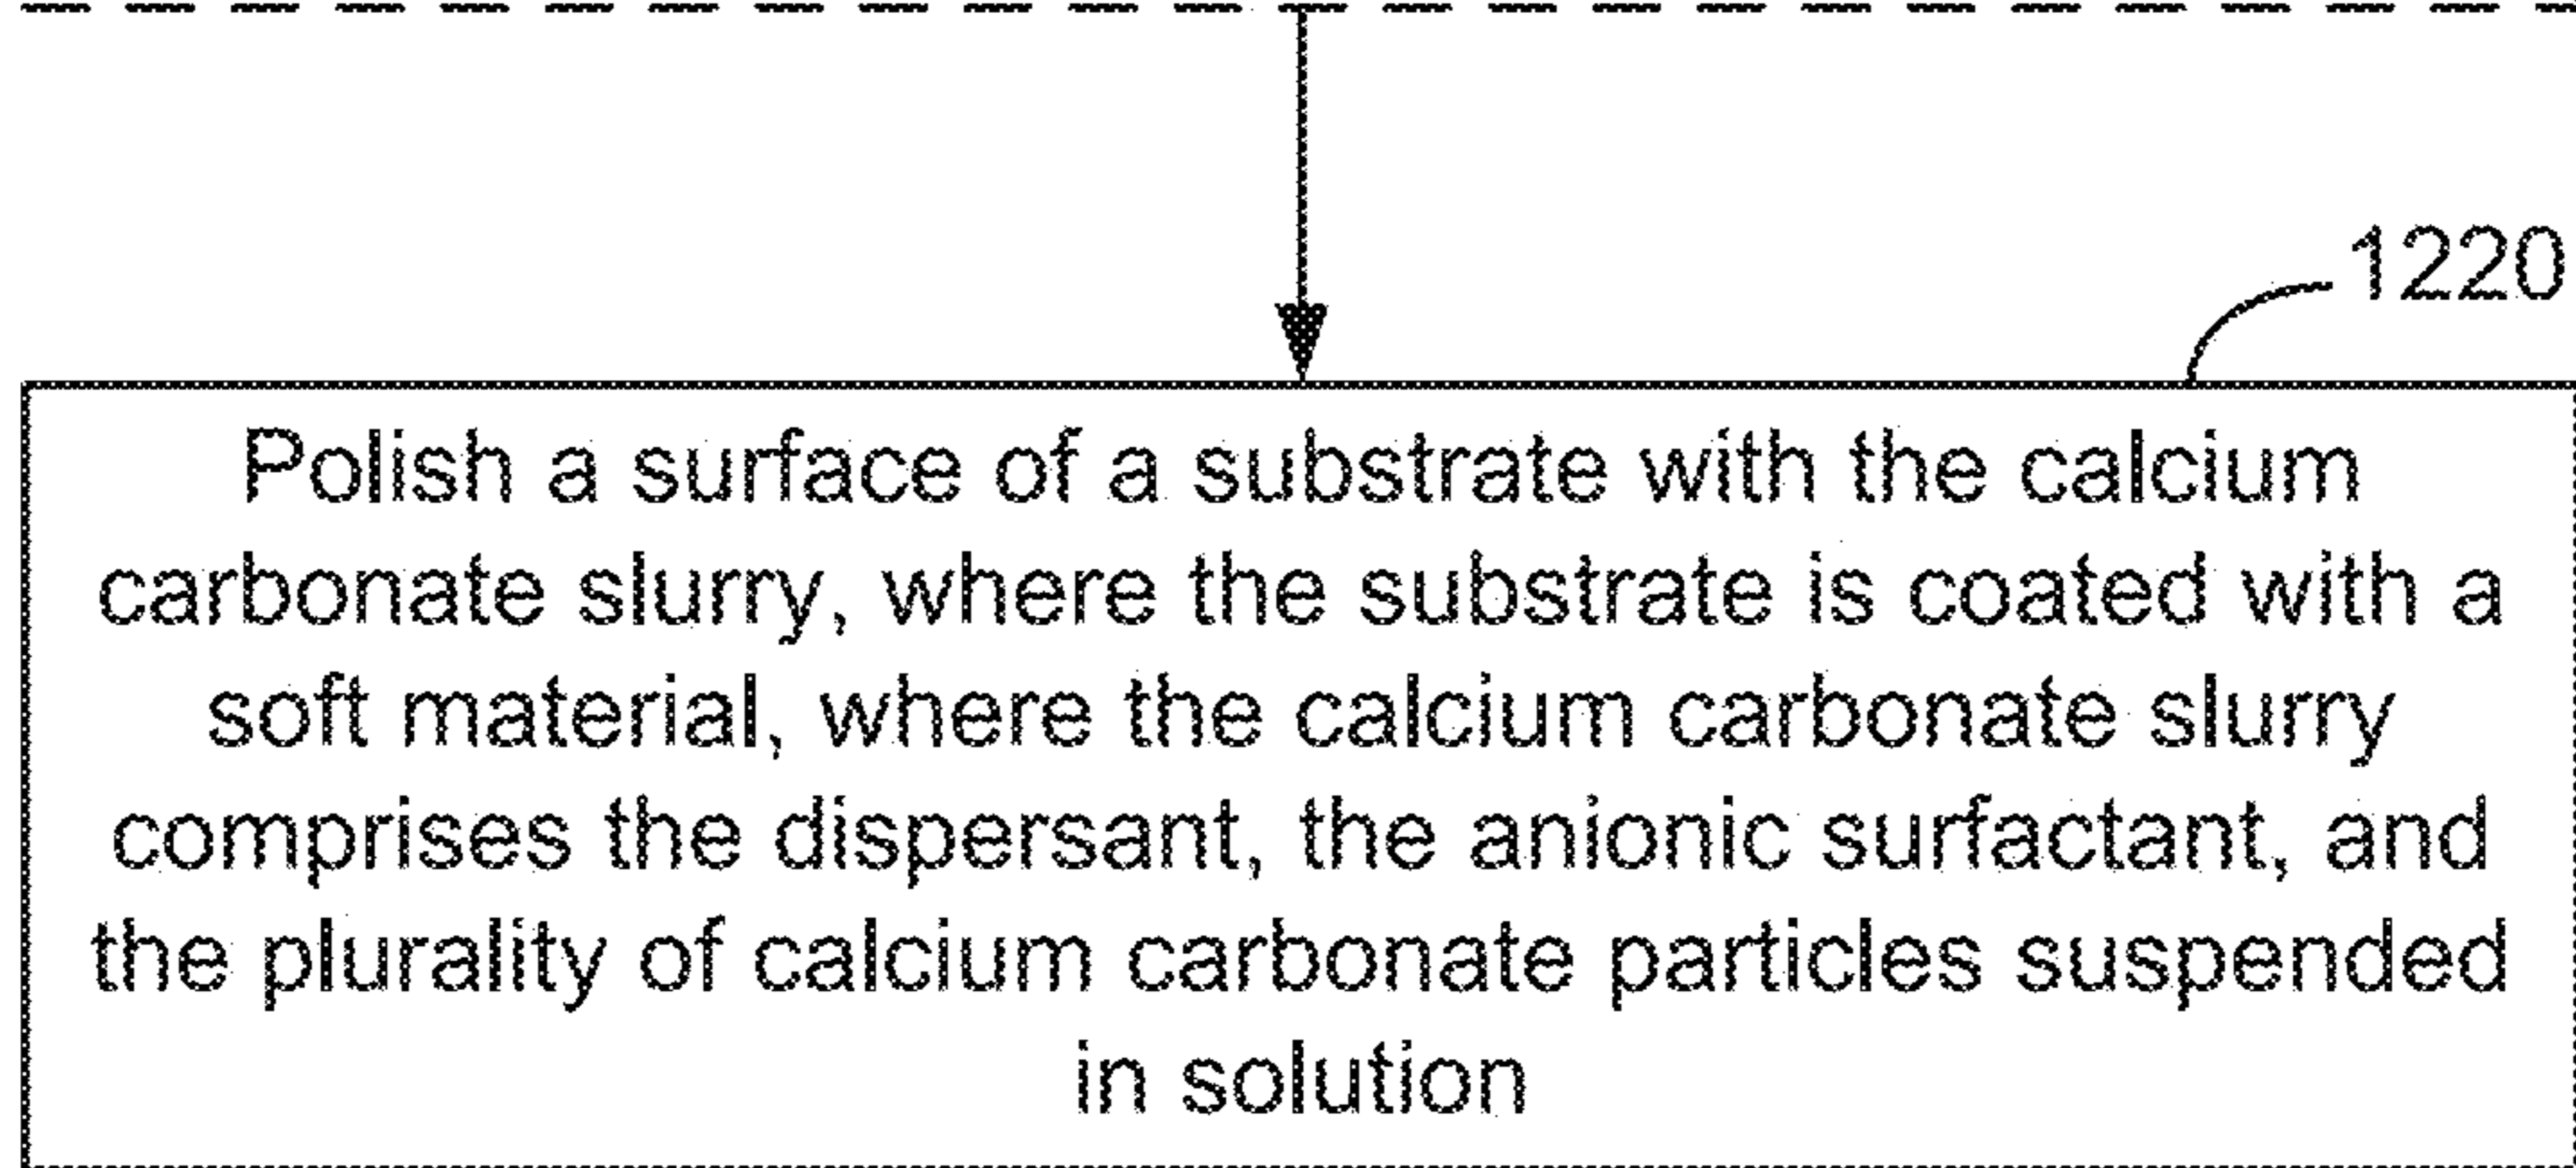 1220
Polish a surface of a substrate with the calcium
carbonate slurry, where the substrate is coated with a
soft material, where the calcium carbonate slurry
comprises the dispersant, the anionic surfactant, and
the plurality of calcium carbonate particles suspended
in solution